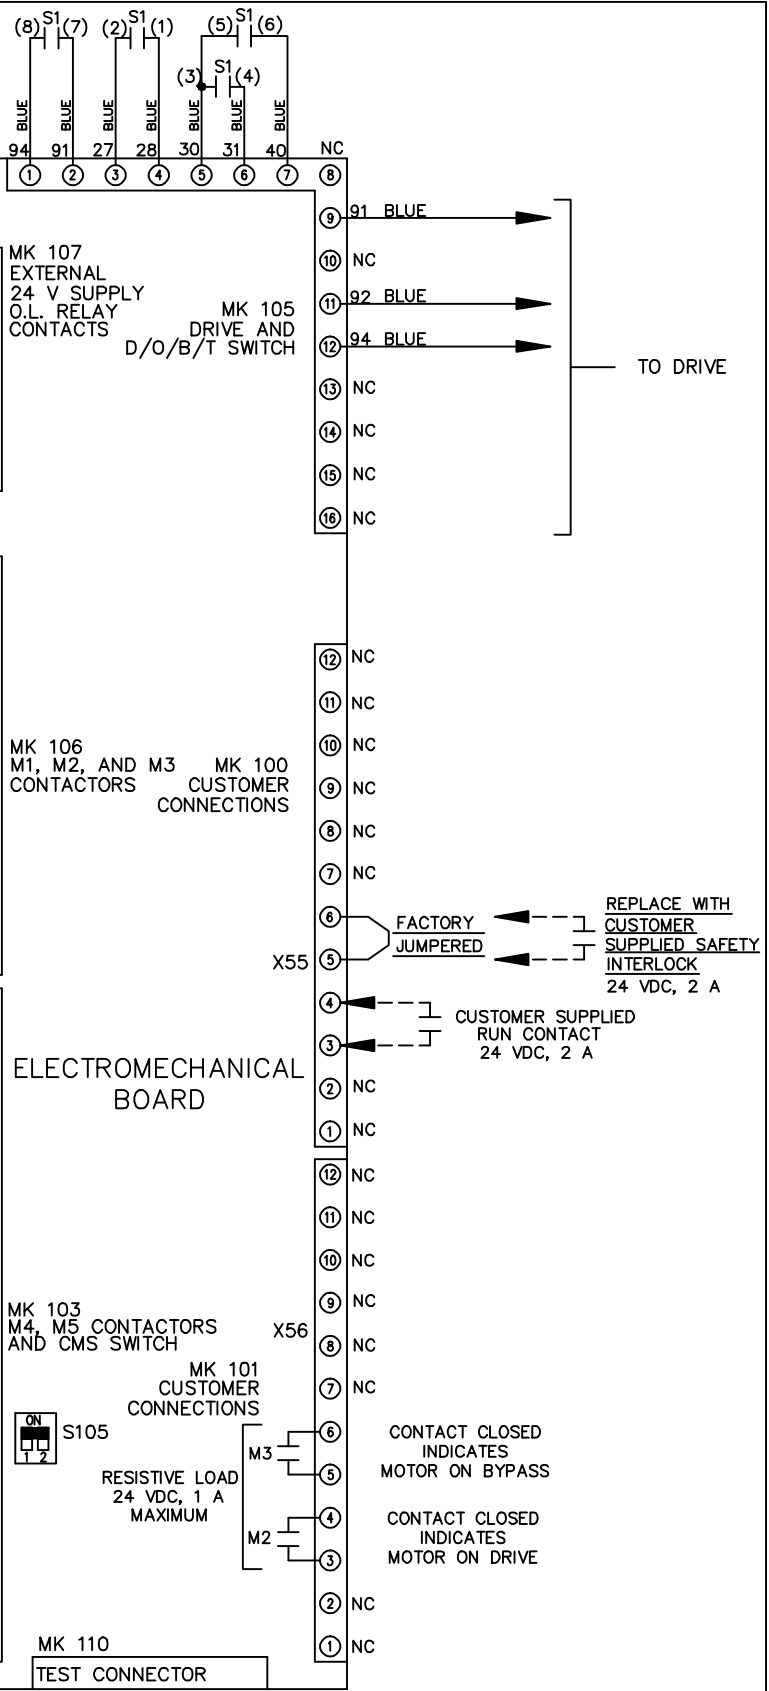 (8) S1 (7) (2) S1 (1) (5) S1 (6)
(3) S1 (4)
BLUE BLUE BLUE BLUE BLUE BLUE BLUE
94 91 27 28 30 31 40 NC
1 2 3 4 5 6 7 8
9 91 BLUE
MK 107
EXTERNAL
24 V SUPPLY
O.L. RELAY
CONTACTS
10 NC
MK 105
DRIVE AND
D/O/B/T SWITCH
11 92 BLUE
12 94 BLUE
TO DRIVE
13 NC
14 NC
15 NC
16 NC
12 NC
11 NC
10 NC
MK 106
M1, M2, AND M3
CONTACTORS
MK 100
CUSTOMER
CONNECTIONS
9 NC
8 NC
7 NC
6
FACTORY
JUMPERED
REPLACE WITH
CUSTOMER
SUPPLIED SAFETY
INTERLOCK
24 VDC, 2 A
X55 5
4
CUSTOMER SUPPLIED
RUN CONTACT
24 VDC, 2 A
3
ELECTROMECHANICAL
BOARD
2 NC
1 NC
12 NC
11 NC
10 NC
9 NC
MK 103
M4, M5 CONTACTORS
AND CMS SWITCH
X56
8 NC
MK 101
CUSTOMER
CONNECTIONS
7 NC
ON
1 2
S105
6
M3
5
CONTACT CLOSED
INDICATES
MOTOR ON BYPASS
RESISTIVE LOAD
24 VDC, 1 A
MAXIMUM
4
M2
3
CONTACT CLOSED
INDICATES
MOTOR ON DRIVE
2 NC
1 NC
MK 110
TEST CONNECTOR